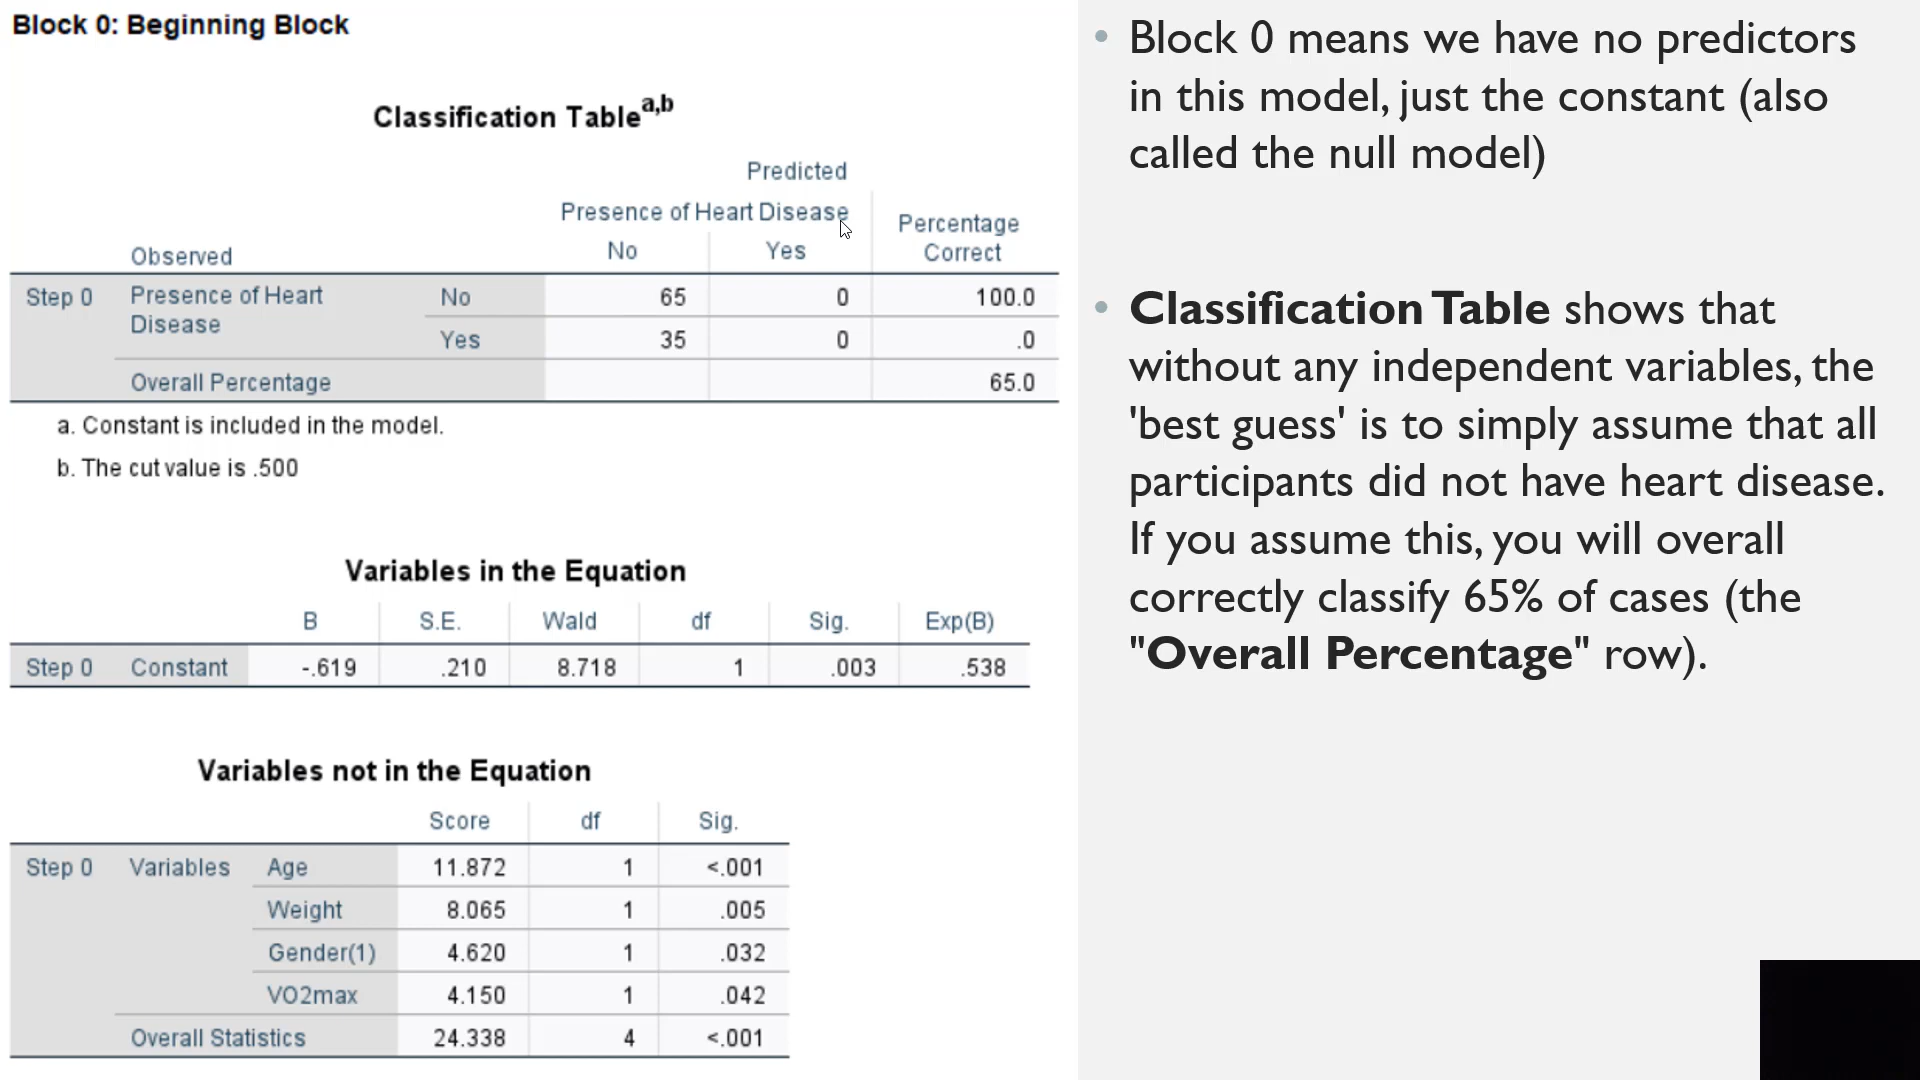 Block 0: Beginning Block
Classification Table a,b
Predicted
Presence of Heart Disease Percentage
Observed No Yes Correct
Step 0 Presence of Heart Disease No 65 0 100.0
Yes 35 0 .0
Overall Percentage 65.0
a. Constant is included in the model.
b. The cut value is .500
Variables in the Equation
B S.E. Wald df Sig. Exp(B)
Step 0 Constant -.619 .210 8.718 1 .003 .538
Variables not in the Equation
Score df Sig.
Step 0 Variables Age 11.872 1 <.001
Weight 8.065 1 .005
Gender(1) 4.620 1 .032
VO2max 4.150 1 .042
Overall Statistics 24.338 4 <.001
• Block 0 means we have no predictors
in this model, just the constant (also
called the null model)
• Classification Table shows that
without any independent variables, the
'best guess' is to simply assume that all
participants did not have heart disease.
If you assume this, you will overall
correctly classify 65% of cases (the
"Overall Percentage" row).